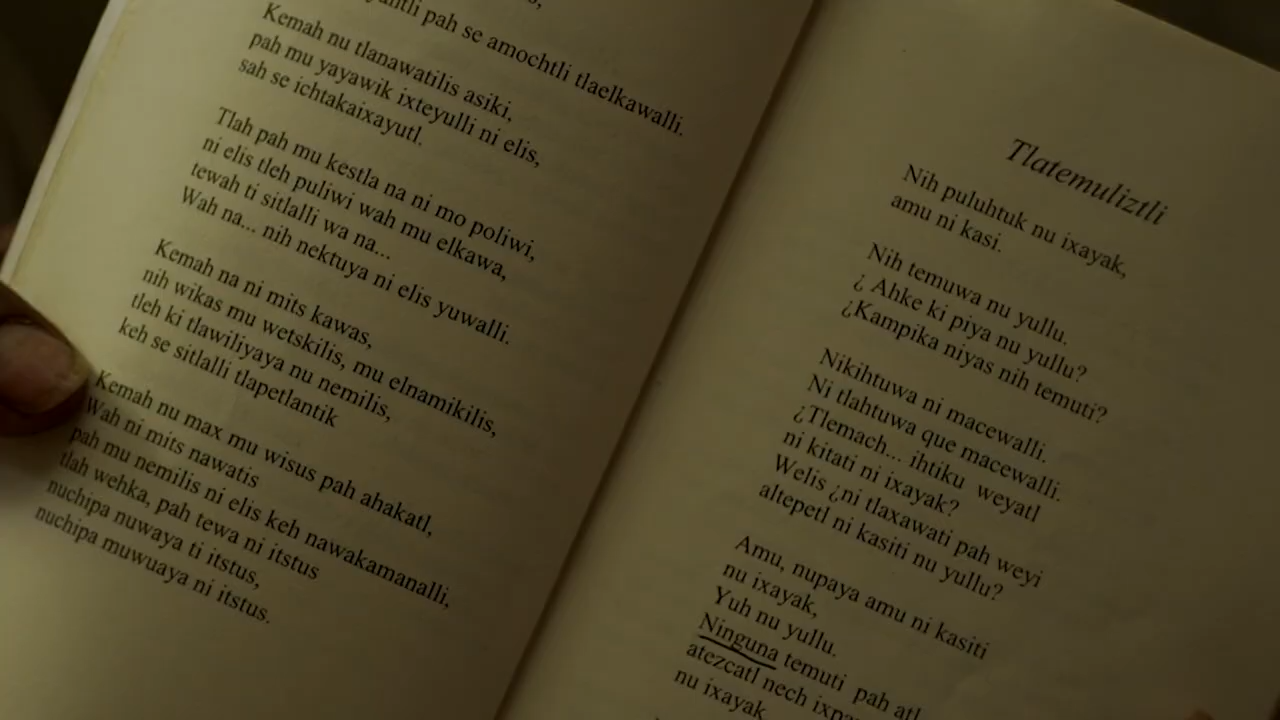 pah se amochtli tlaelkawalli.
Kemah nu tlanawatilis asiki,
pah mu yayawik ixteyulli ni elis,
sah se ichtakaixayutl.
Tlah pah mu kestla na ni mo poliwi,
ni elis tleh puliwi wah mu elkawa,
tewah ti sitlalli wa na...
Wah na... nih nektuya ni elis yuwalli.
Kemah na ni mits kawas,
nih wikas mu wetskilis, mu elnamikilis,
tleh ki tlawiliyaya nu nemilis,
keh se sitlalli tlapetlantik
Kemah nu max mu wisus pah ahakatl,
Wah ni mits nawatis
pah mu nemilis ni elis keh nawakamanalli,
tlah wehka, pah tewa ni itstus
nuchipa nuwaya ti itstus,
nuchipa muwuaya ni itstus.
Tlatemuliztli
Nih puluhtuk nu ixayak,
amu ni kasi.
Nih temuwa nu yullu.
¿ Ahke ki piya nu yullu?
¿Kampika niyas nih temuti?
Nikihtuwa ni macewalli.
Ni tlahtuwa que macewalli.
¿Tlemach... ihtiku weyatl
ni kitati ni ixayak?
Welis ¿ni tlaxawati pah weyi
altepetl ni kasiti nu yullu?
Amu, nupaya amu ni kasiti
nu ixayak,
Yuh nu yullu.
Ninguna temuti pah atl
atezcatl nech
nu ixayak